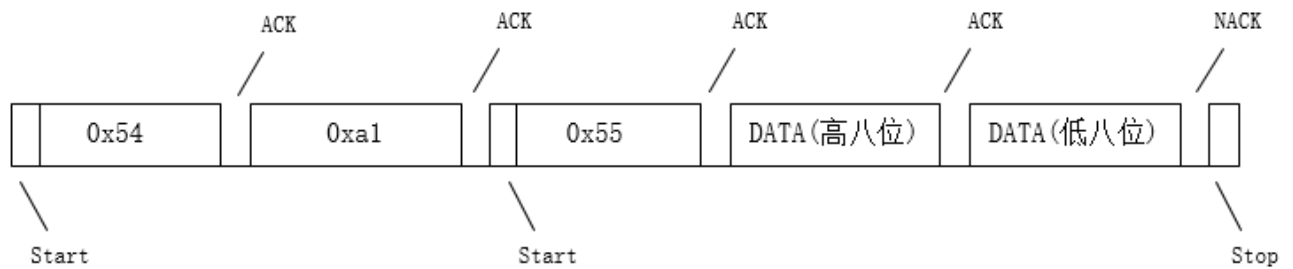 ACK ACK ACK ACK NACK
0x54 0xa1 0x55 DATA(高八位) DATA(低八位)
Start Start Stop